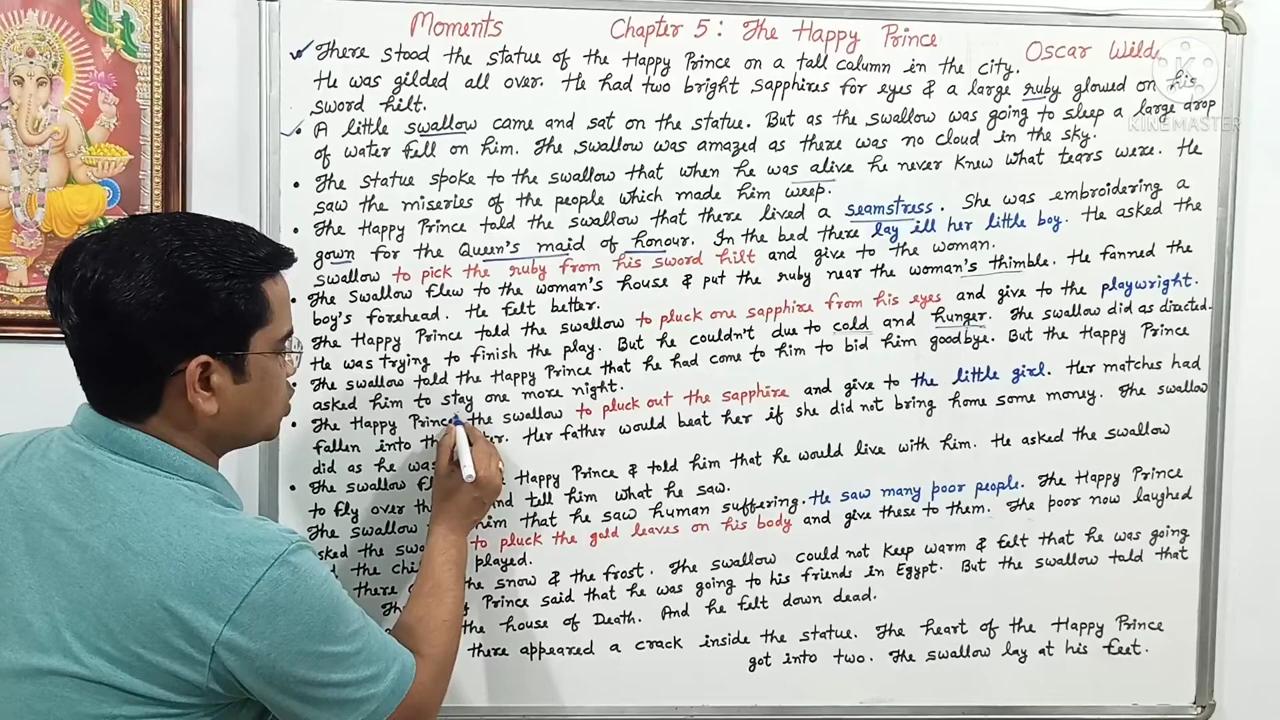 Moments Chapter 5: The Happy Prince
Oscar Wilde
There stood the statue of the Happy Prince on a tall column in the city.
He was gilded all over. He had two bright sapphires for eyes & a large ruby glowed on his
sword hilt.
A little swallow came and sat on the statue. But as the swallow was going to sleep a large drop
of water fell on him. The swallow was amazed as there was no cloud in the sky.
The statue spoke to the swallow that when he was alive he never knew what tears were. He
saw the miseries of the people which made him weep.
The Happy Prince told the swallow that there lived a seamstress. She was embroidering a
gown for the Queen's maid of honour. In the bed there lay ill her little boy. He asked the
swallow to pick the ruby from his sword hilt and give to the woman.
The swallow flew to the woman's house & put the ruby near the woman's thimble. He fanned the
boy's forehead. He felt better.
The Happy Prince told the swallow to pluck one sapphire from his eyes and give to the playwright.
He was trying to finish the play. But he couldn't due to cold and hunger. The swallow did as directed.
The swallow told the Happy Prince that he had come to him to bid him goodbye. But the Happy Prince
asked him to stay one more night.
The Happy Prince the swallow to pluck out the sapphire and give to the little girl. Her matches had
fallen into the Her father would beat her if she did not bring home some money. The swallow
did as he was
The swallow Happy Prince & told him that he would live with him. He asked the swallow
to fly over and tell him what he saw.
The swallow him that he saw human suffering. He saw many poor people. The Happy Prince
to pluck the gold leaves on his body and give these to them. The poor now laughed
played.
there the snow & the frost. The swallow could not keep warm & felt that he was going
Prince said that he was going to his friends in Egypt. But the swallow told that
the house of Death. And he felt down dead.
there appeared a crack inside the statue. The heart of the Happy Prince
got into two. The swallow lay at his feet.
KINEMASTER